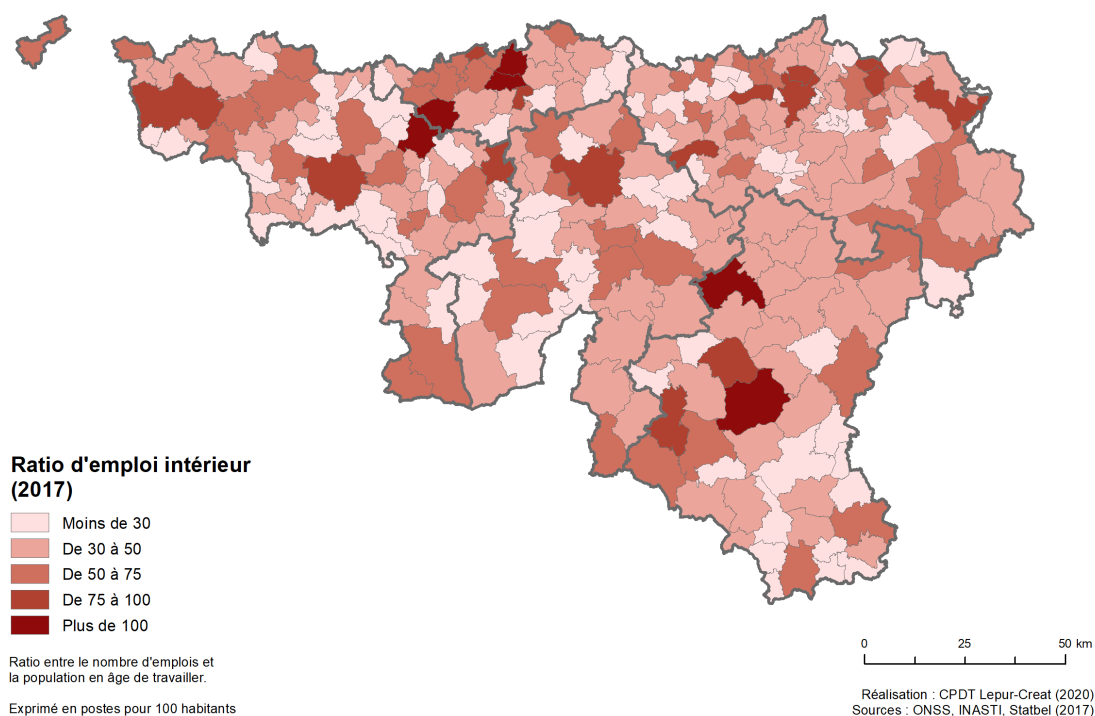 Ratio d'emploi intérieur
(2017)
Moins de 30
De 30 à 50
De 50 à 75
De 75 à 100
Plus de 100
Ratio entre le nombre d'emplois et
la population en âge de travailler.
Exprimé en postes pour 100 habitants
0 25 50 km
Réalisation : CPDT Lepur-Creat (2020)
Sources : ONSS, INASTI, Statbel (2017)